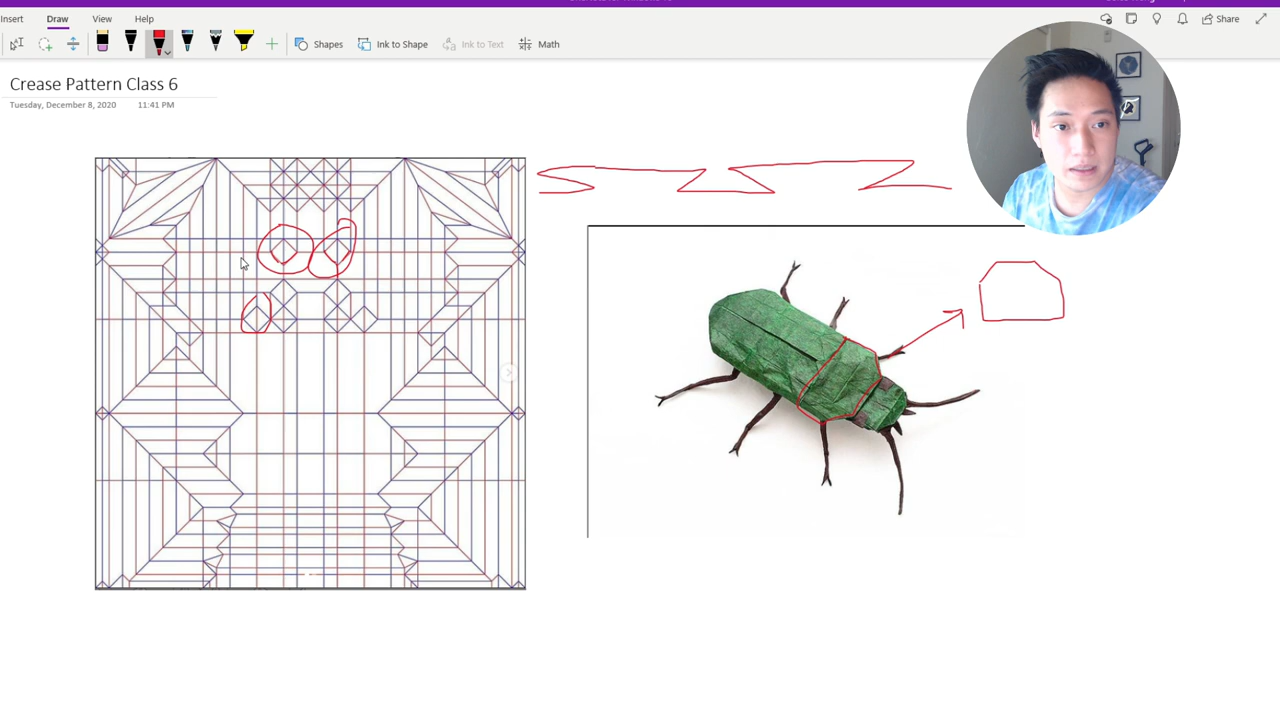 Insert Draw View Help
Share
Shapes Ink to Shape Ink to Text Math
Crease Pattern Class 6
Tuesday, December 8, 2020 11:41 PM